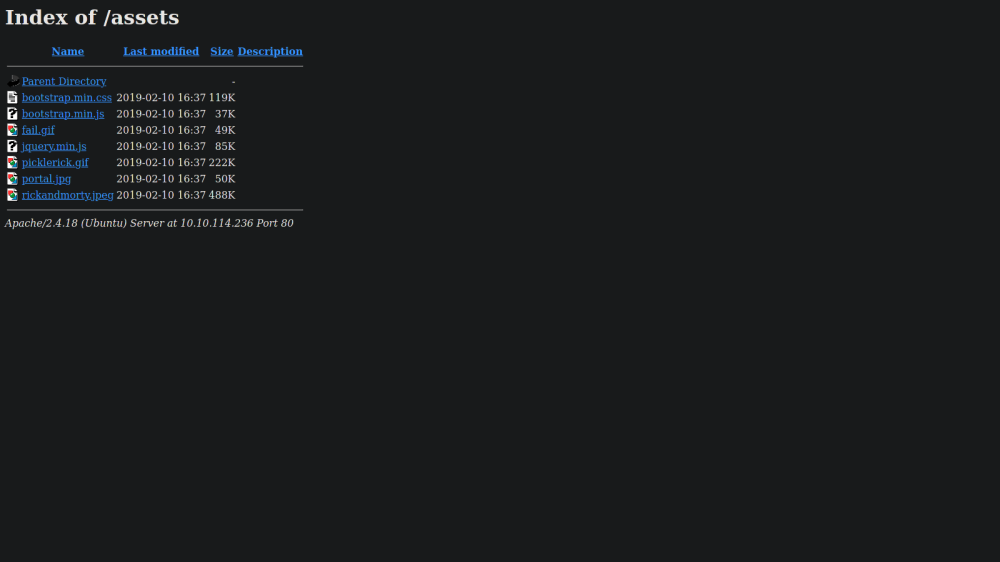 Index of /assets
Name Last modified Size Description
Parent Directory -
bootstrap.min.css 2019-02-10 16:37 119K
bootstrap.min.js 2019-02-10 16:37 37K
fail.gif 2019-02-10 16:37 49K
jquery.min.js 2019-02-10 16:37 85K
picklerick.gif 2019-02-10 16:37 222K
portal.jpg 2019-02-10 16:37 50K
rickandmorty.jpeg 2019-02-10 16:37 488K
Apache/2.4.18 (Ubuntu) Server at 10.10.114.236 Port 80